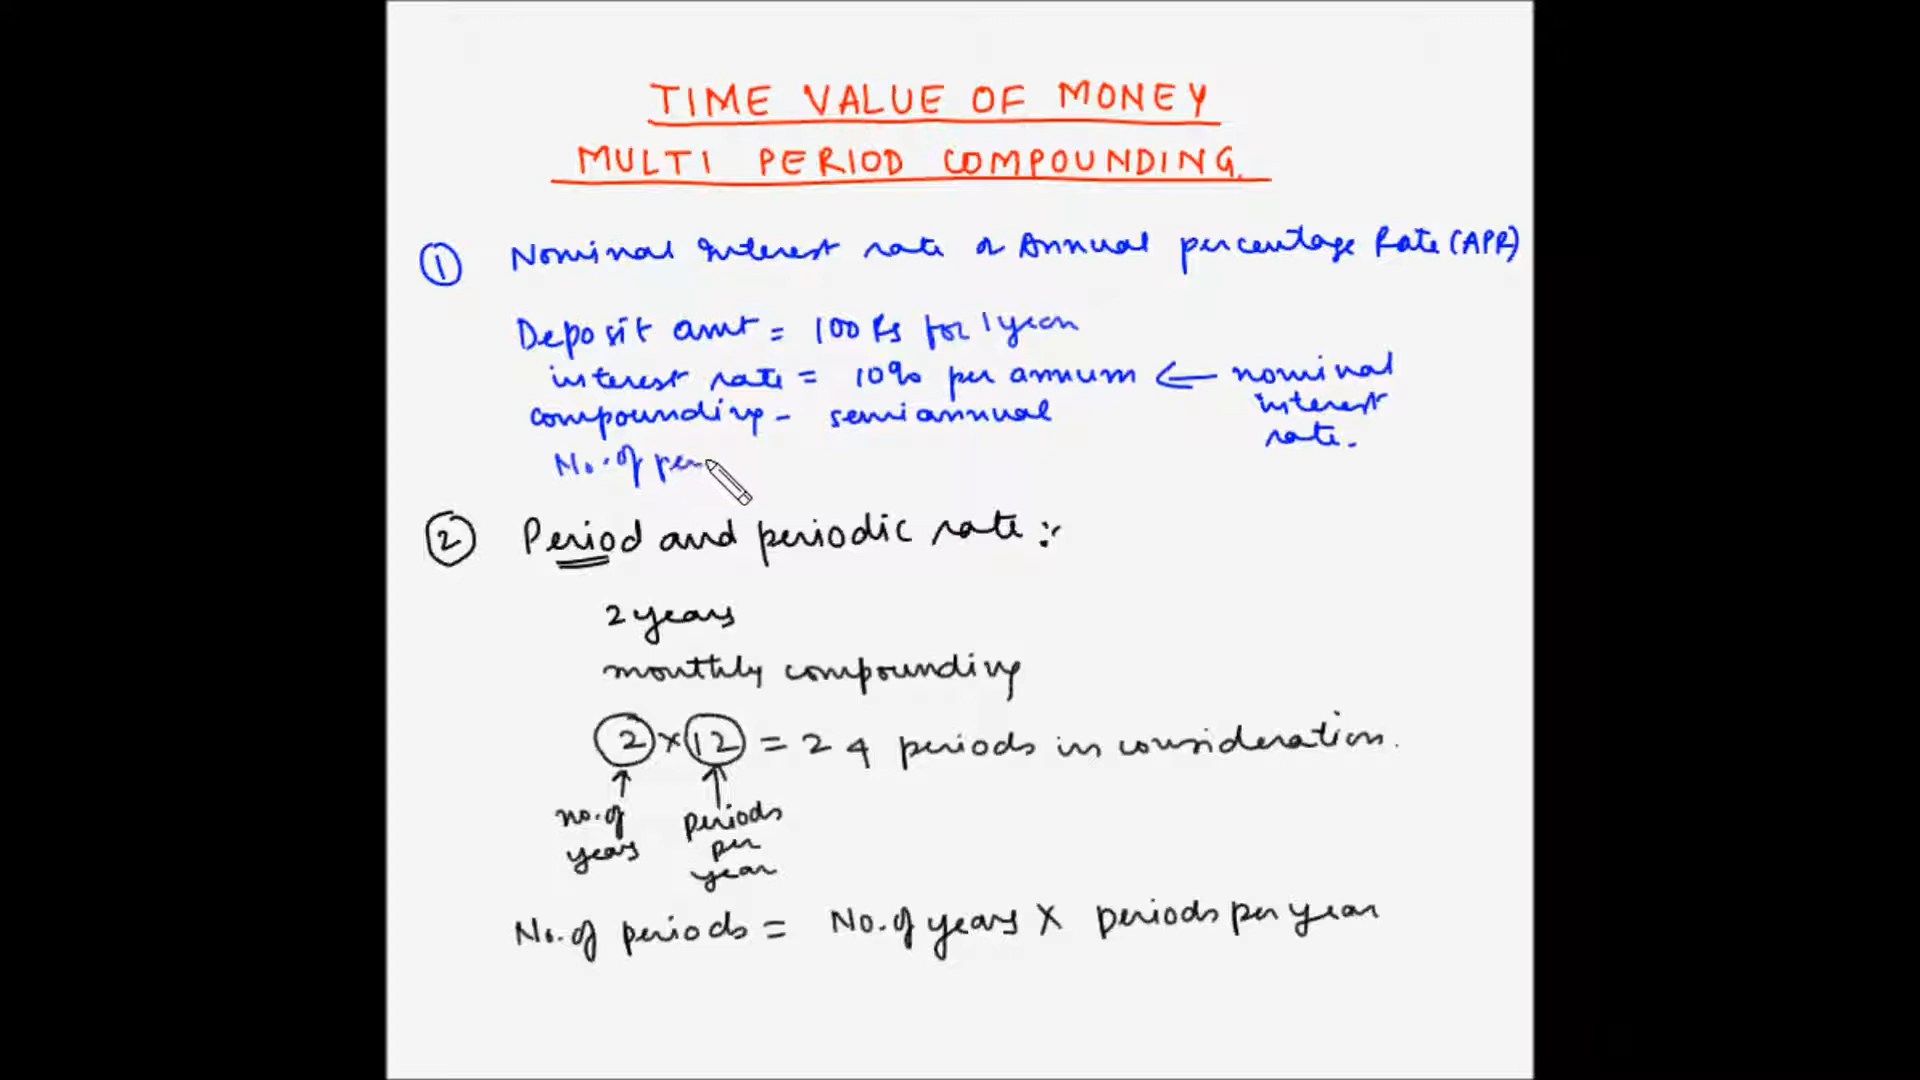 TIME VALUE OF MONEY
MULTI PERIOD COMPOUNDING.
① Nominal Interest rate or Annual percentage Rate (APR)
Deposit amt = 100 Rs for 1 year
interest rate = 10% per annum ← nominal
interest
rate.
compounding - semiannual
No. of per
② Period and periodic rate :-
2 years
monthly compounding
2 × 12 = 24 periods in consideration.
↑ ↑
no. of years
periods per year
No. of periods = No. of years X periods per year